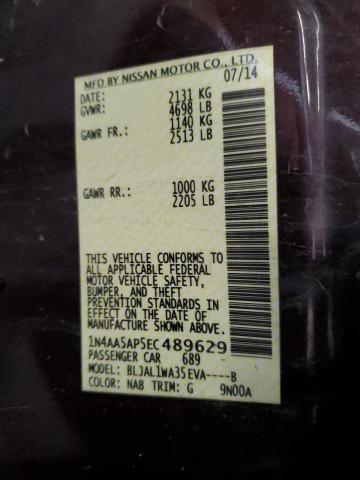 MFD BY NISSAN MOTOR CO., LTD.
07/14
DATE: 2131 KG
GVWR: 4698 LB
1140 KG
GAWR FR.: 2513 LB
GAWR RR.: 1000 KG
2205 LB
THIS VEHICLE CONFORMS TO
ALL APPLICABLE FEDERAL
MOTOR VEHICLE SAFETY,
BUMPER, AND THEFT
PREVENTION STANDARDS IN
EFFECT ON THE DATE OF
MANUFACTURE SHOWN ABOVE.
1N4AA5AP5EC489629
PASSENGER CAR 689
MODEL: BLJAL1WA35EVA----B
COLOR: NAB TRIM: G 9N00A